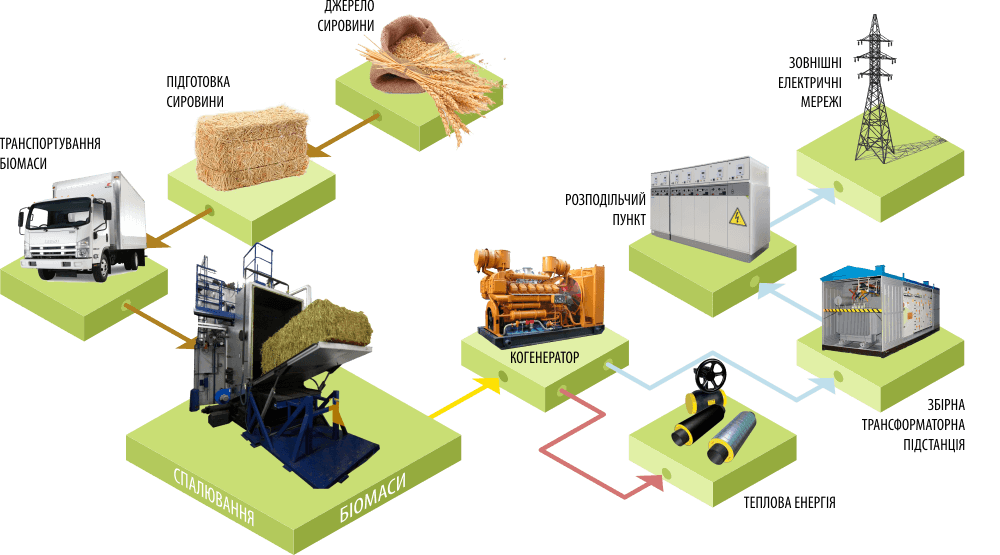 ДЖЕРЕЛО
СИРОВИНИ
ПІДГОТОВКА
СИРОВИНИ
ТРАНСПОРТУВАННЯ
БІОМАСИ
СПАЛЮВАННЯ
БІОМАСИ
КОГЕНЕРАТОР
ТЕПЛОВА ЕНЕРГІЯ
ЗБІРНА
ТРАНСФОРМАТОРНА
ПІДСТАНЦІЯ
РОЗПОДІЛЬЧИЙ
ПУНКТ
ЗОВНІШНІ
ЕЛЕКТРИЧНІ
МЕРЕЖІ